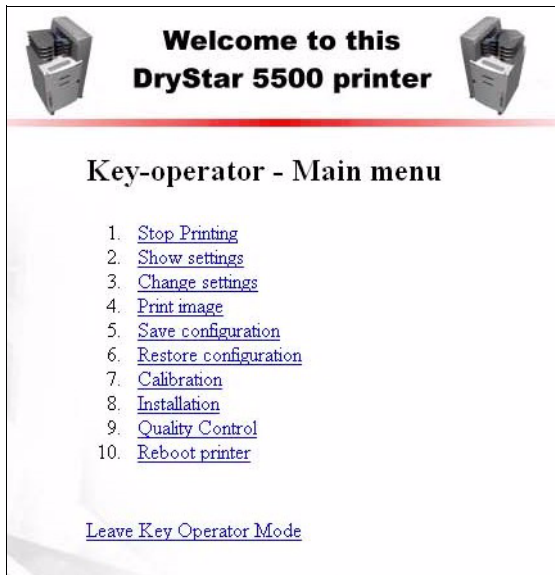 Welcome to this
DryStar 5500 printer
Key-operator - Main menu
1. Stop Printing
2. Show settings
3. Change settings
4. Print image
5. Save configuration
6. Restore configuration
7. Calibration
8. Installation
9. Quality Control
10. Reboot printer
Leave Key Operator Mode